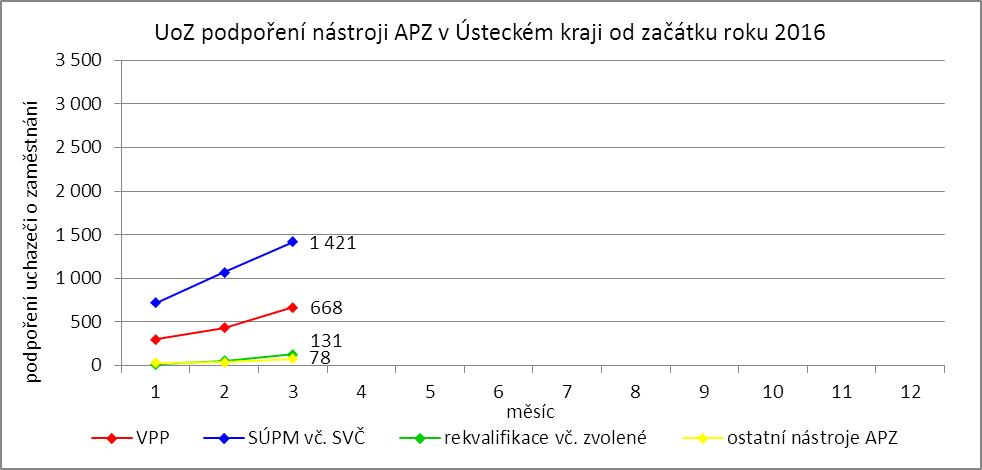 UoZ podpoření nástroji APZ v Ústeckém kraji od začátku roku 2016
podpoření uchazeči o zaměstnání
3 500
3 000
2 500
2 000
1 500
1 000
500
0
1 421
668
131
78
1 2 3 4 5 6 7 8 9 10 11 12
měsíc
VPP SÚPM vč. SVČ rekvalifikace vč. zvolené ostatní nástroje APZ